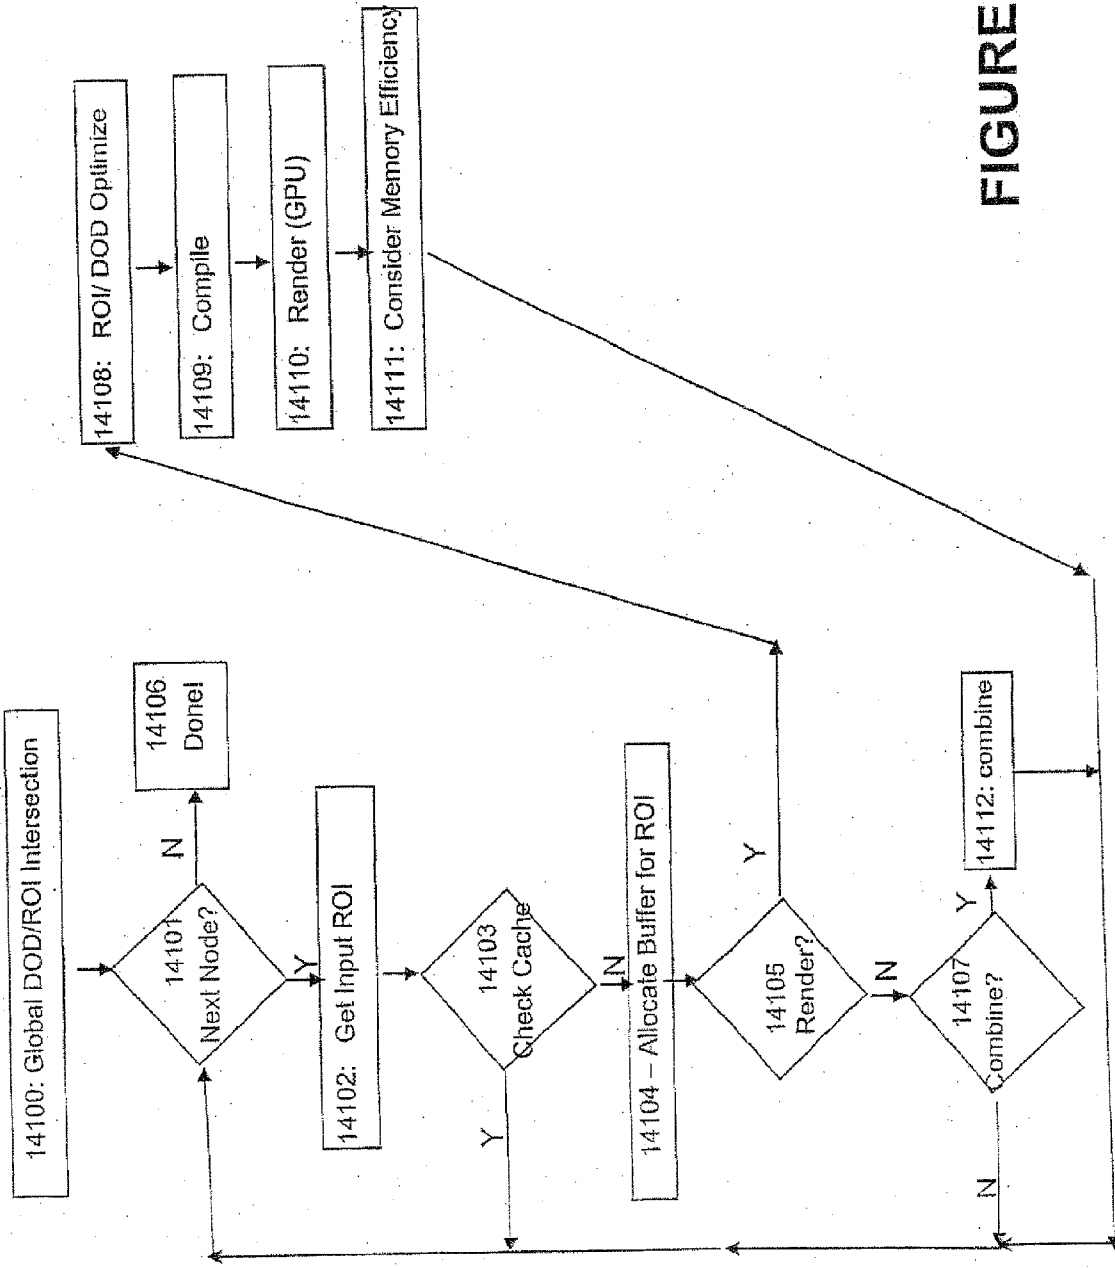 14100: Global DOD/ROI Intersection
14101
Next Node?
N
14106
Done!
Y
14102: Get Input ROI
14103
Check Cache
Y
N
14104 – Allocate Buffer for ROI
14105
Render?
Y
N
14107
Combine?
Y
N
14112: combine
14108: ROI/ DOD Optimize
14109: Compile
14110: Render (GPU)
14111: Consider Memory Efficiency
FIGURE